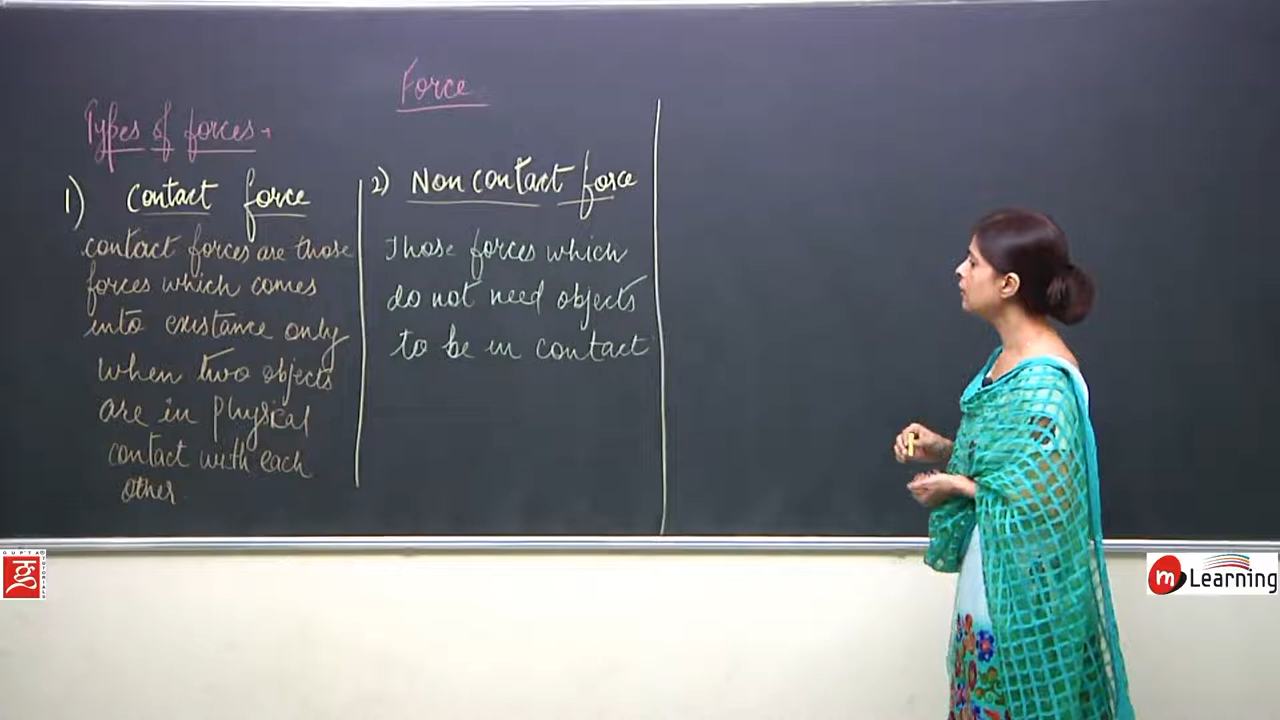 Force
Types of forces →
1) Contact force
contact forces are those
forces which comes
into existance only
when two objects
are in physical
contact with each
other.
2) Non contact force
Those forces which
do not need objects
to be in contact
GUPTA
TUTORIALS
m Learning